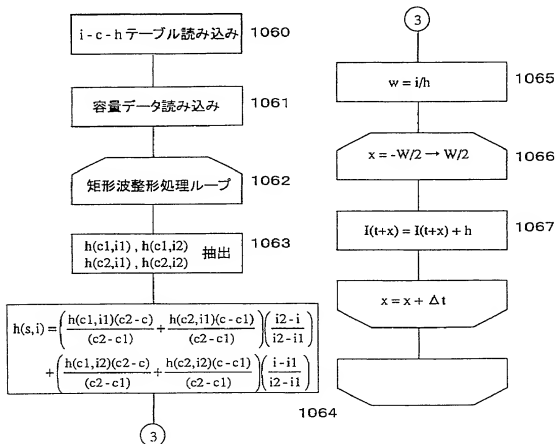 i - c - h テーブル読み込み 1060
容量データ読み込み 1061
矩形波整形処理ループ 1062
h(c1,i1) , h(c1,i2)
h(c2,i1) , h(c2,i2) 抽出 1063
h(s,i) = ( h(c1,i1)(c2-c) / (c2-c1) + h(c2,i1)(c-c1) / (c2-c1) ) ( i2-i / i2-i1 )
+ ( h(c1,i2)(c2-c) / (c2-c1) + h(c2,i2)(c-c1) / (c2-c1) ) ( i-i1 / i2-i1 )
1064
3
3
w = i/h 1065
x = -W/2 → W/2 1066
I(t+x) = I(t+x) + h 1067
x = x + Δt